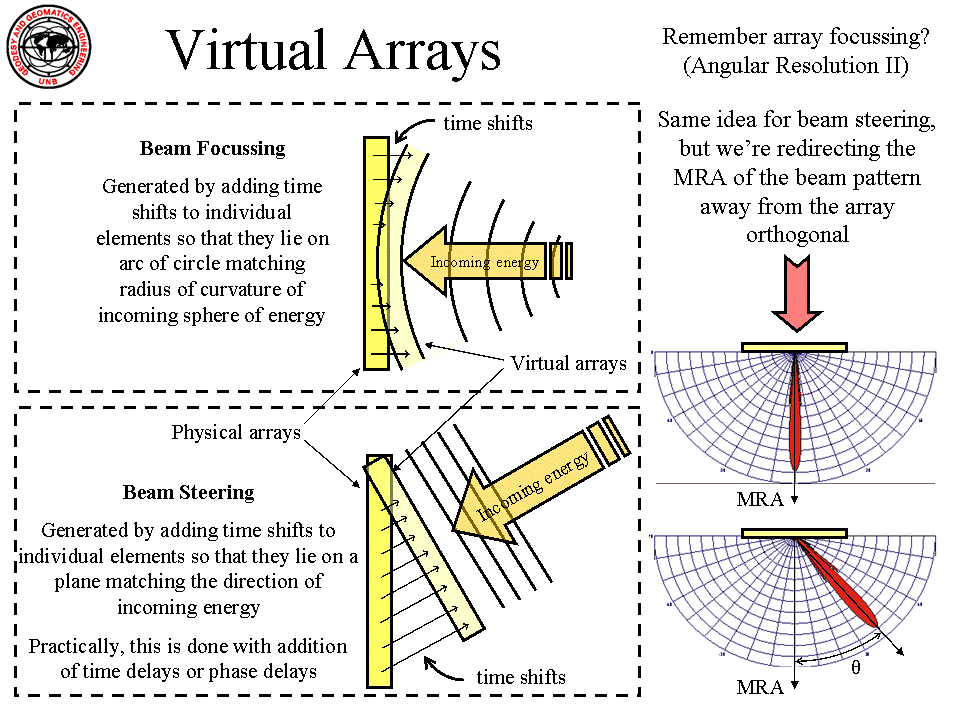 GEODESY AND GEOMATICS ENGINEERING
UNB
Virtual Arrays
Remember array focussing?
(Angular Resolution II)
Same idea for beam steering,
but we're redirecting the
MRA of the beam pattern
away from the array
orthogonal
Beam Focussing
Generated by adding time
shifts to individual
elements so that they lie on
arc of circle matching
radius of curvature of
incoming sphere of energy
time shifts
Incoming energy
Virtual arrays
Physical arrays
Beam Steering
Generated by adding time shifts to
individual elements so that they lie on a
plane matching the direction of
incoming energy
Practically, this is done with addition
of time delays or phase delays
Incoming energy
time shifts
MRA
θ
MRA